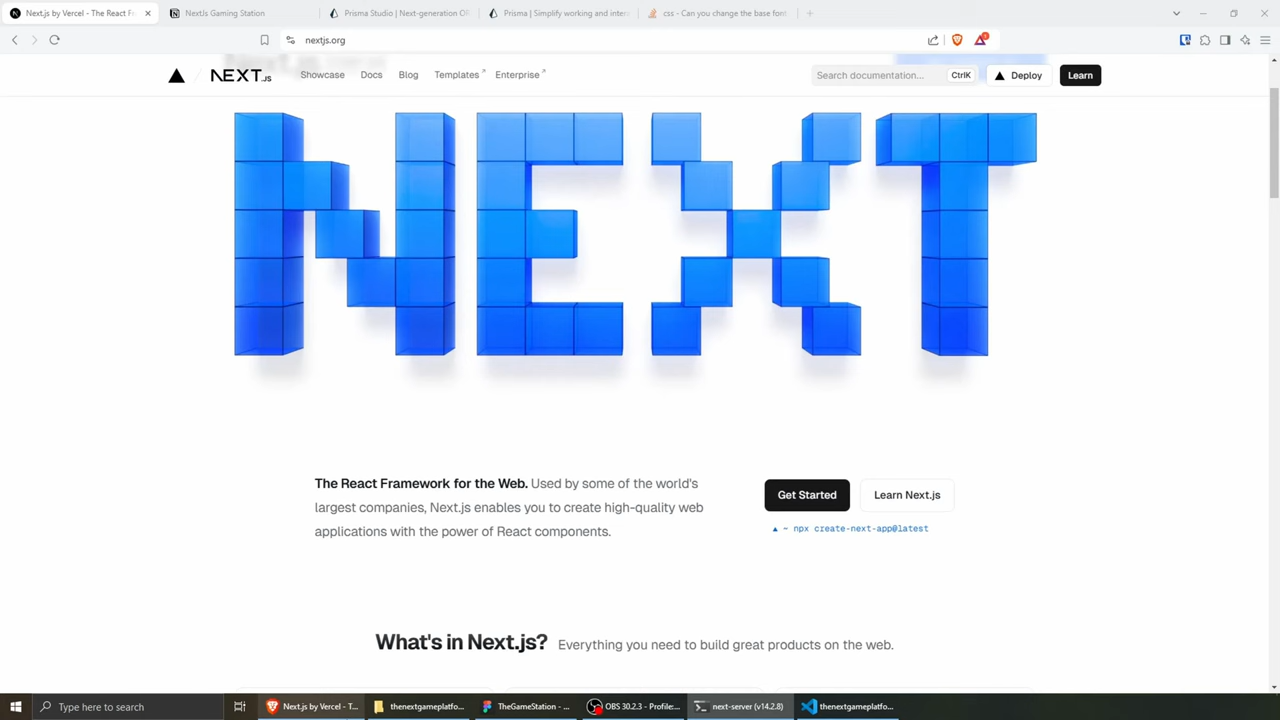 Next.js by Vercel - The React Fr
NextJs Gaming Station
Prisma Studio | Next-generation OR
Prisma | Simplify working and inter
css - Can you change the base font
nextjs.org
NEXT.JS
Showcase
Docs
Blog
Templates
Enterprise
Search documentation...
CtrlK
Deploy
Learn
NEXT
The React Framework for the Web. Used by some of the world's
largest companies, Next.js enables you to create high-quality web
applications with the power of React components.
Get Started
Learn Next.js
▲ ~ npx create-next-app@latest
What's in Next.js? Everything you need to build great products on the web.
Type here to search
Next.js by Vercel - T...
thenextgameplatfo...
TheGameStation - ...
OBS 30.2.3 - Profile:...
next-server (v14.2.8)
thenextgameplatfo...